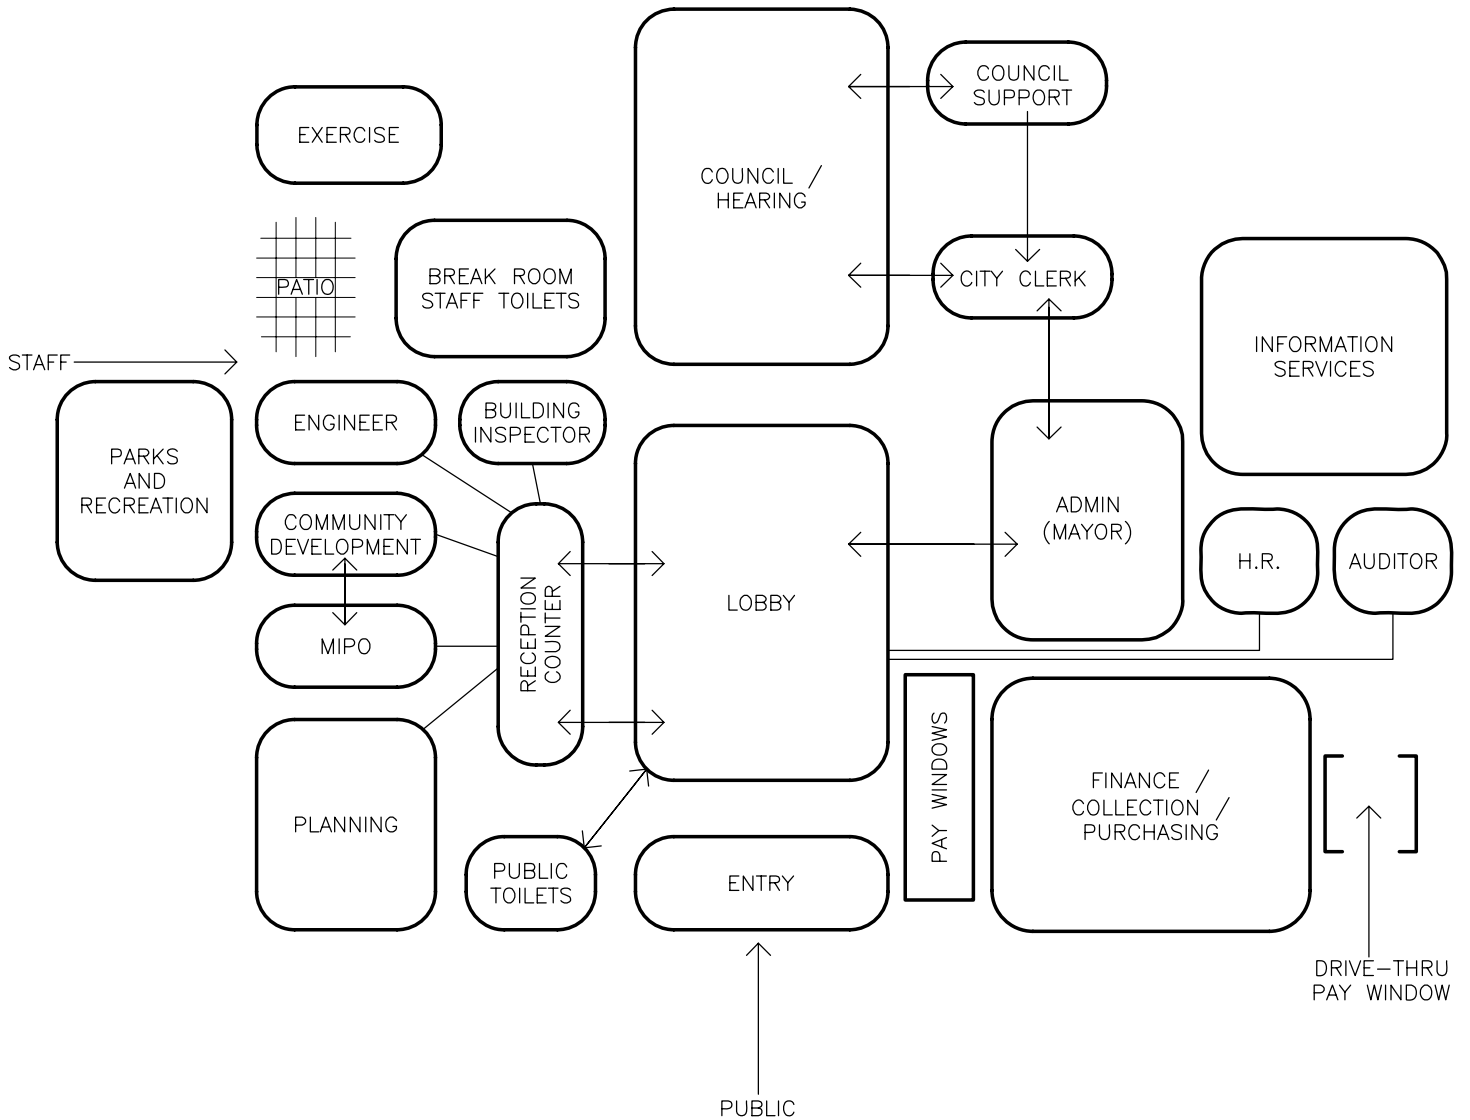 COUNCIL
SUPPORT
EXERCISE
COUNCIL /
HEARING
PATIO
BREAK ROOM
STAFF TOILETS
CITY CLERK
INFORMATION
SERVICES
STAFF
PARKS
AND
RECREATION
ENGINEER
BUILDING
INSPECTOR
ADMIN
(MAYOR)
COMMUNITY
DEVELOPMENT
H.R.
AUDITOR
RECEPTION
COUNTER
LOBBY
MIPO
PLANNING
PAY WINDOWS
FINANCE /
COLLECTION /
PURCHASING
PUBLIC
TOILETS
ENTRY
DRIVE-THRU
PAY WINDOW
PUBLIC